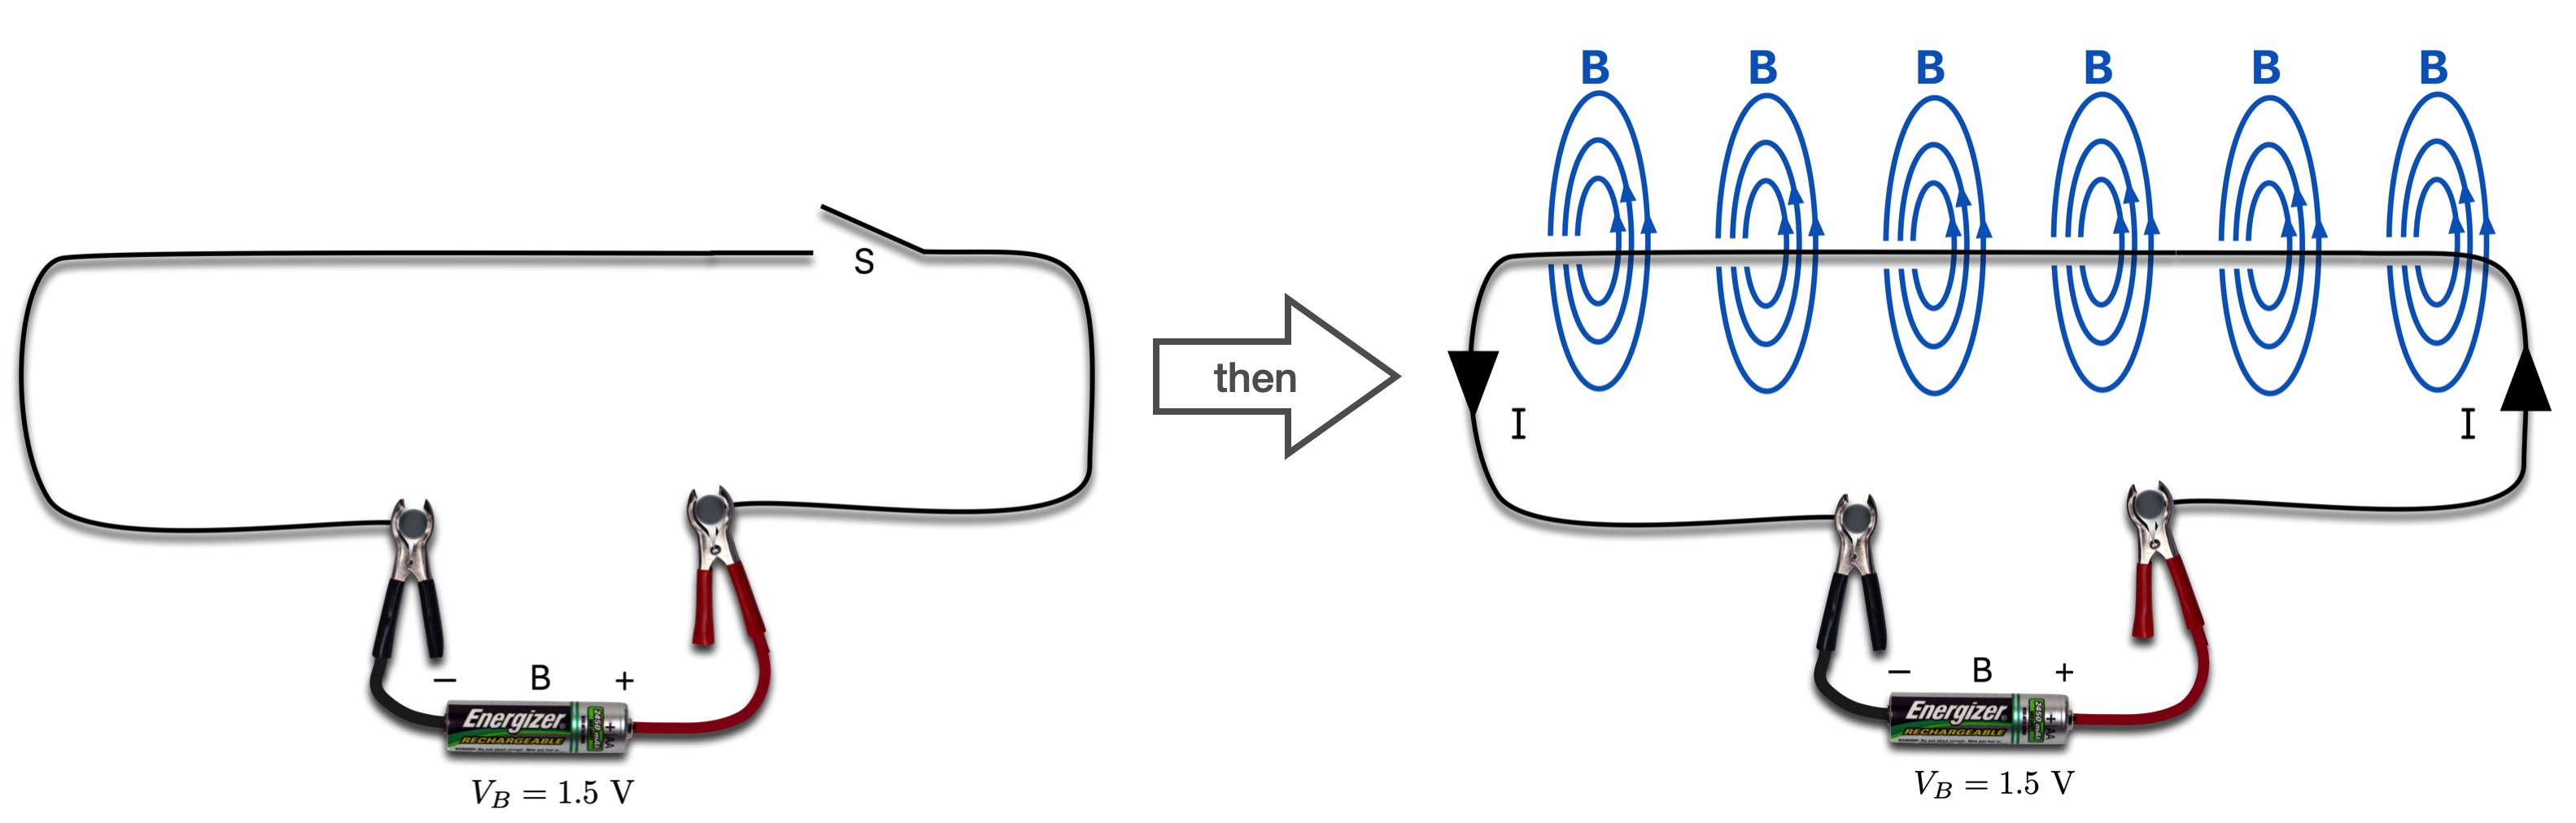 B B B B B B
S
then
I I
− B +
Energizer
RECHARGEABLE
2450 mAh
AA
V_B = 1.5 V
− B +
Energizer
RECHARGEABLE
2450 mAh
AA
V_B = 1.5 V